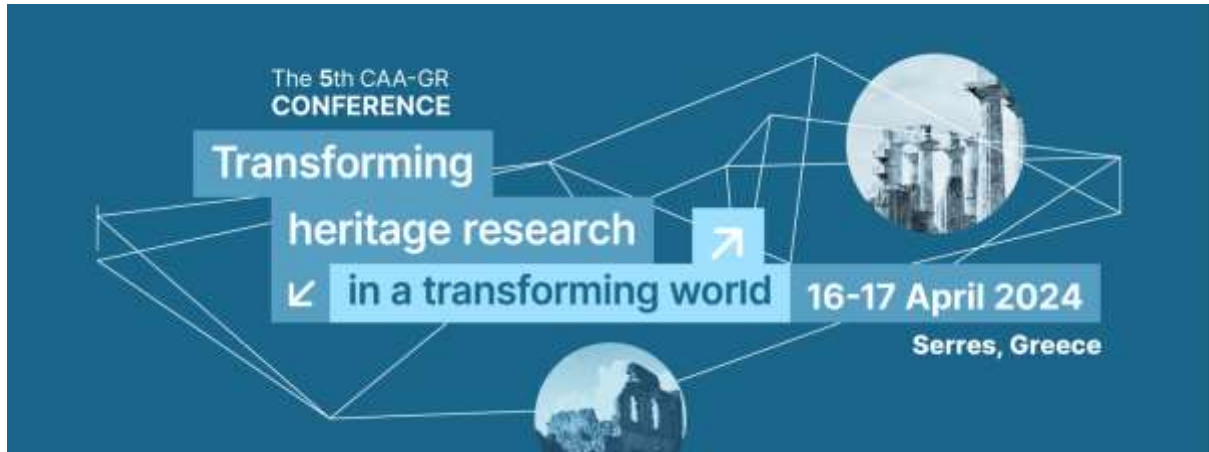 The 5th CAA-GR
CONFERENCE
Transforming
heritage research
in a transforming world
16-17 April 2024
Serres, Greece